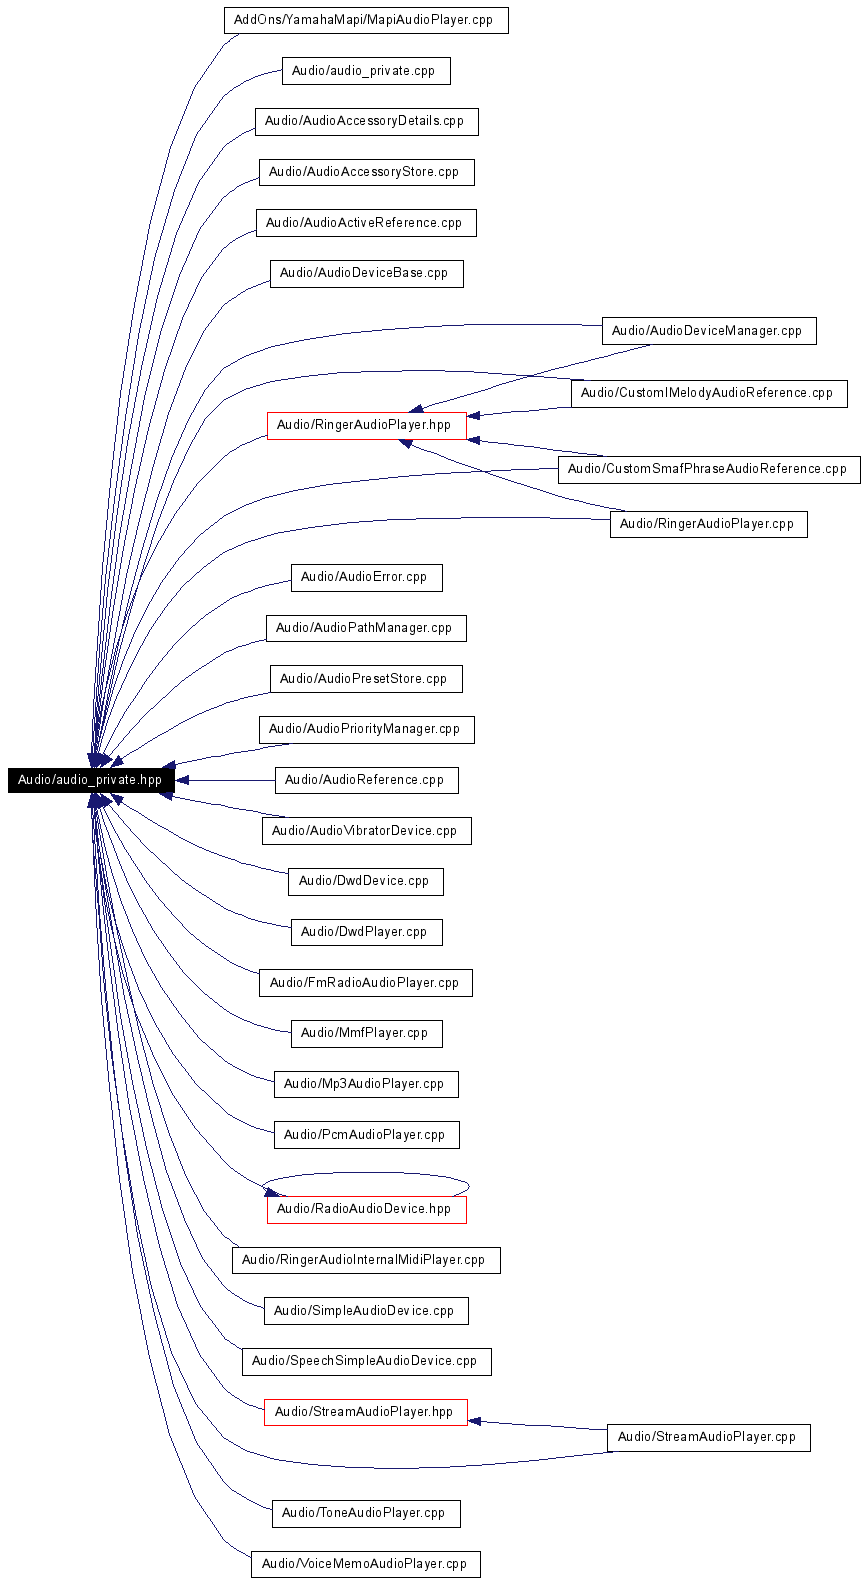 AddOns/YamahaMapi/MapiAudioPlayer.cpp
Audio/audio_private.cpp
Audio/AudioAccessoryDetails.cpp
Audio/AudioAccessoryStore.cpp
Audio/AudioActiveReference.cpp
Audio/AudioDeviceBase.cpp
Audio/AudioDeviceManager.cpp
Audio/CustomIMelodyAudioReference.cpp
Audio/RingerAudioPlayer.hpp
Audio/CustomSmafPhraseAudioReference.cpp
Audio/RingerAudioPlayer.cpp
Audio/AudioError.cpp
Audio/AudioPathManager.cpp
Audio/AudioPresetStore.cpp
Audio/AudioPriorityManager.cpp
Audio/audio_private.hpp
Audio/AudioReference.cpp
Audio/AudioVibratorDevice.cpp
Audio/DwdDevice.cpp
Audio/DwdPlayer.cpp
Audio/FmRadioAudioPlayer.cpp
Audio/MmfPlayer.cpp
Audio/Mp3AudioPlayer.cpp
Audio/PcmAudioPlayer.cpp
Audio/RadioAudioDevice.hpp
Audio/RingerAudioInternalMidiPlayer.cpp
Audio/SimpleAudioDevice.cpp
Audio/SpeechSimpleAudioDevice.cpp
Audio/StreamAudioPlayer.hpp
Audio/StreamAudioPlayer.cpp
Audio/ToneAudioPlayer.cpp
Audio/VoiceMemoAudioPlayer.cpp